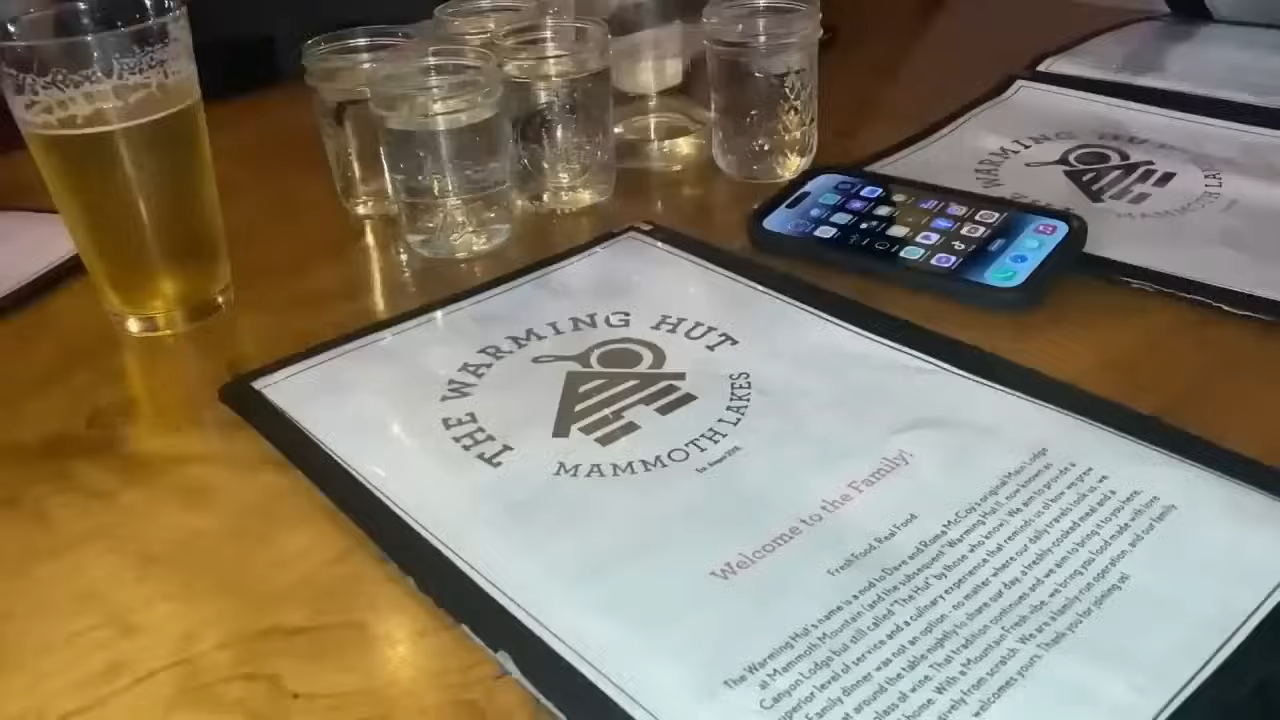 THE WARMING HUT
MAMMOTH LAKES
Est. August 2016
Welcome to the Family!
Fresh Food, Real Food
The Warming Hut's name is a nod to Dave and Roma McCoy's original Main Lodge
at Mammoth Mountain (and the subsequent "Warming Hut II, now known as
Canyon Lodge but still called "The Hut" by those who know). We aim to provide a
superior level of service and a culinary experience that reminds us of how we grew
Family dinner was not an option - no matter where our daily travels took us, we
around the table nightly to share our day, a freshly-cooked meal and a
glass of wine. That tradition continues and we aim to bring it to you here,
home. With a Mountain Fresh vibe, we bring you food made with love
from scratch. We are a family-run operation, and our family
welcomes yours. Thank you for joining us!
WARMING HUT
MAMMOTH LA